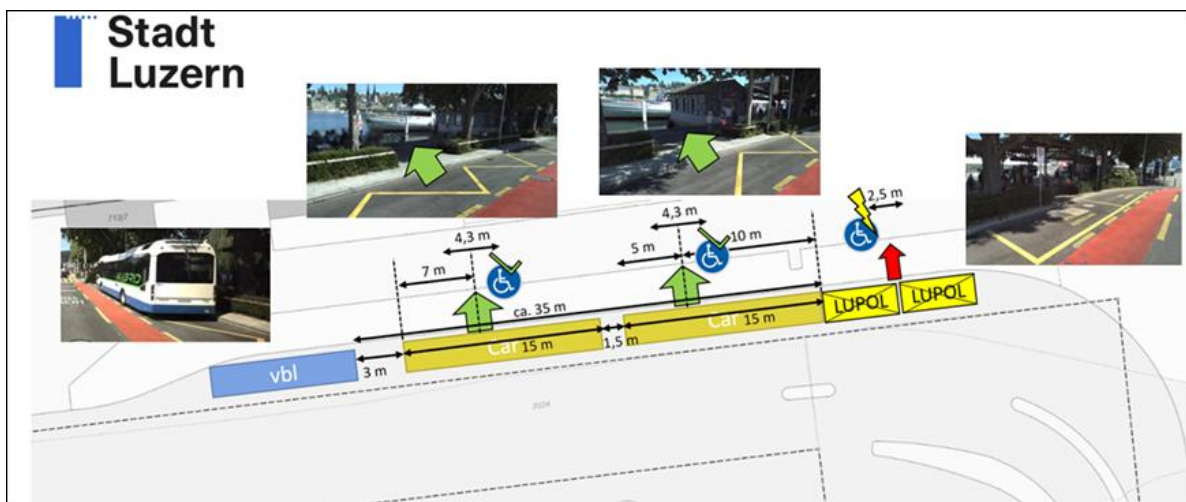 Stadt
Luzern
2,5 m
4,3 m
10 m
5 m
4,3 m
7 m
ca. 35 m
LUPOL
LUPOL
Car
15 m
Car
15 m
1,5 m
3 m
vbl